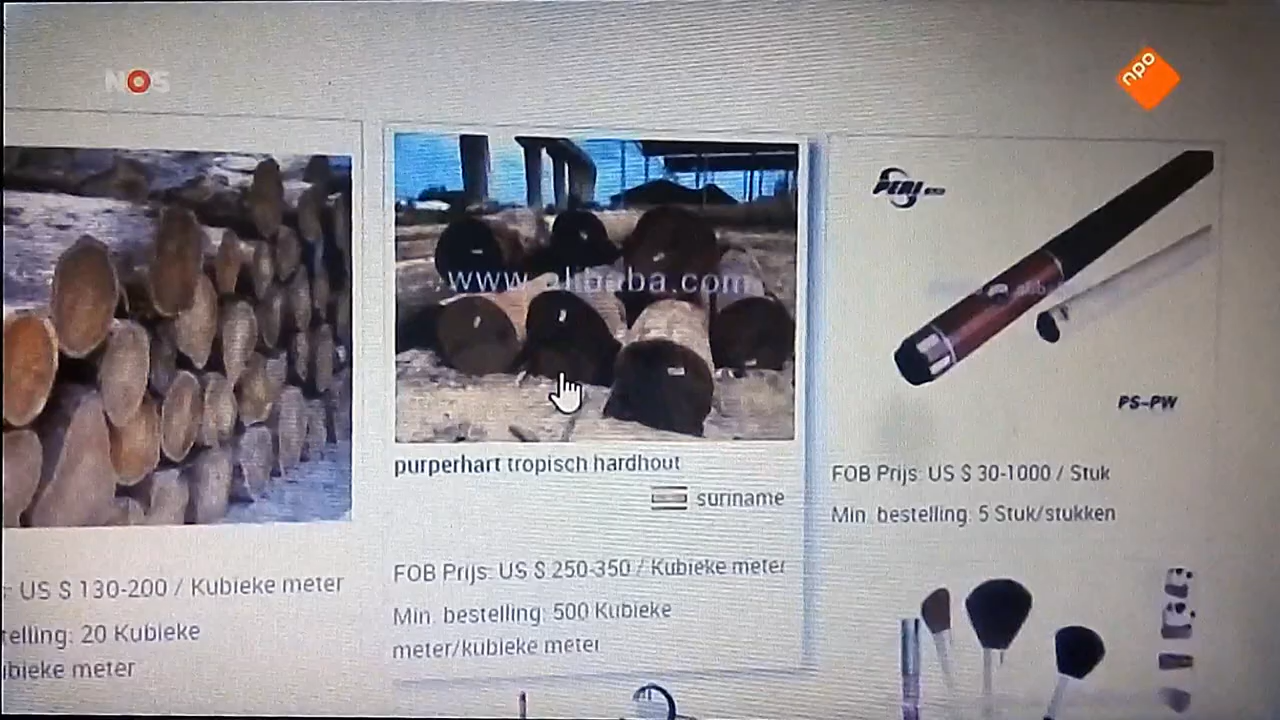 NOS
npo
www.alibaba.com
purperhart tropisch hardhout
suriname
FOB Prijs: US $ 250-350 / Kubieke meter
Min. bestelling: 500 Kubieke
meter/kubieke meter
US $ 130-200 / Kubieke meter
telling: 20 Kubieke
ubieke meter
PERI
PS-PW
FOB Prijs: US $ 30-1000 / Stuk
Min. bestelling: 5 Stuk/stukken